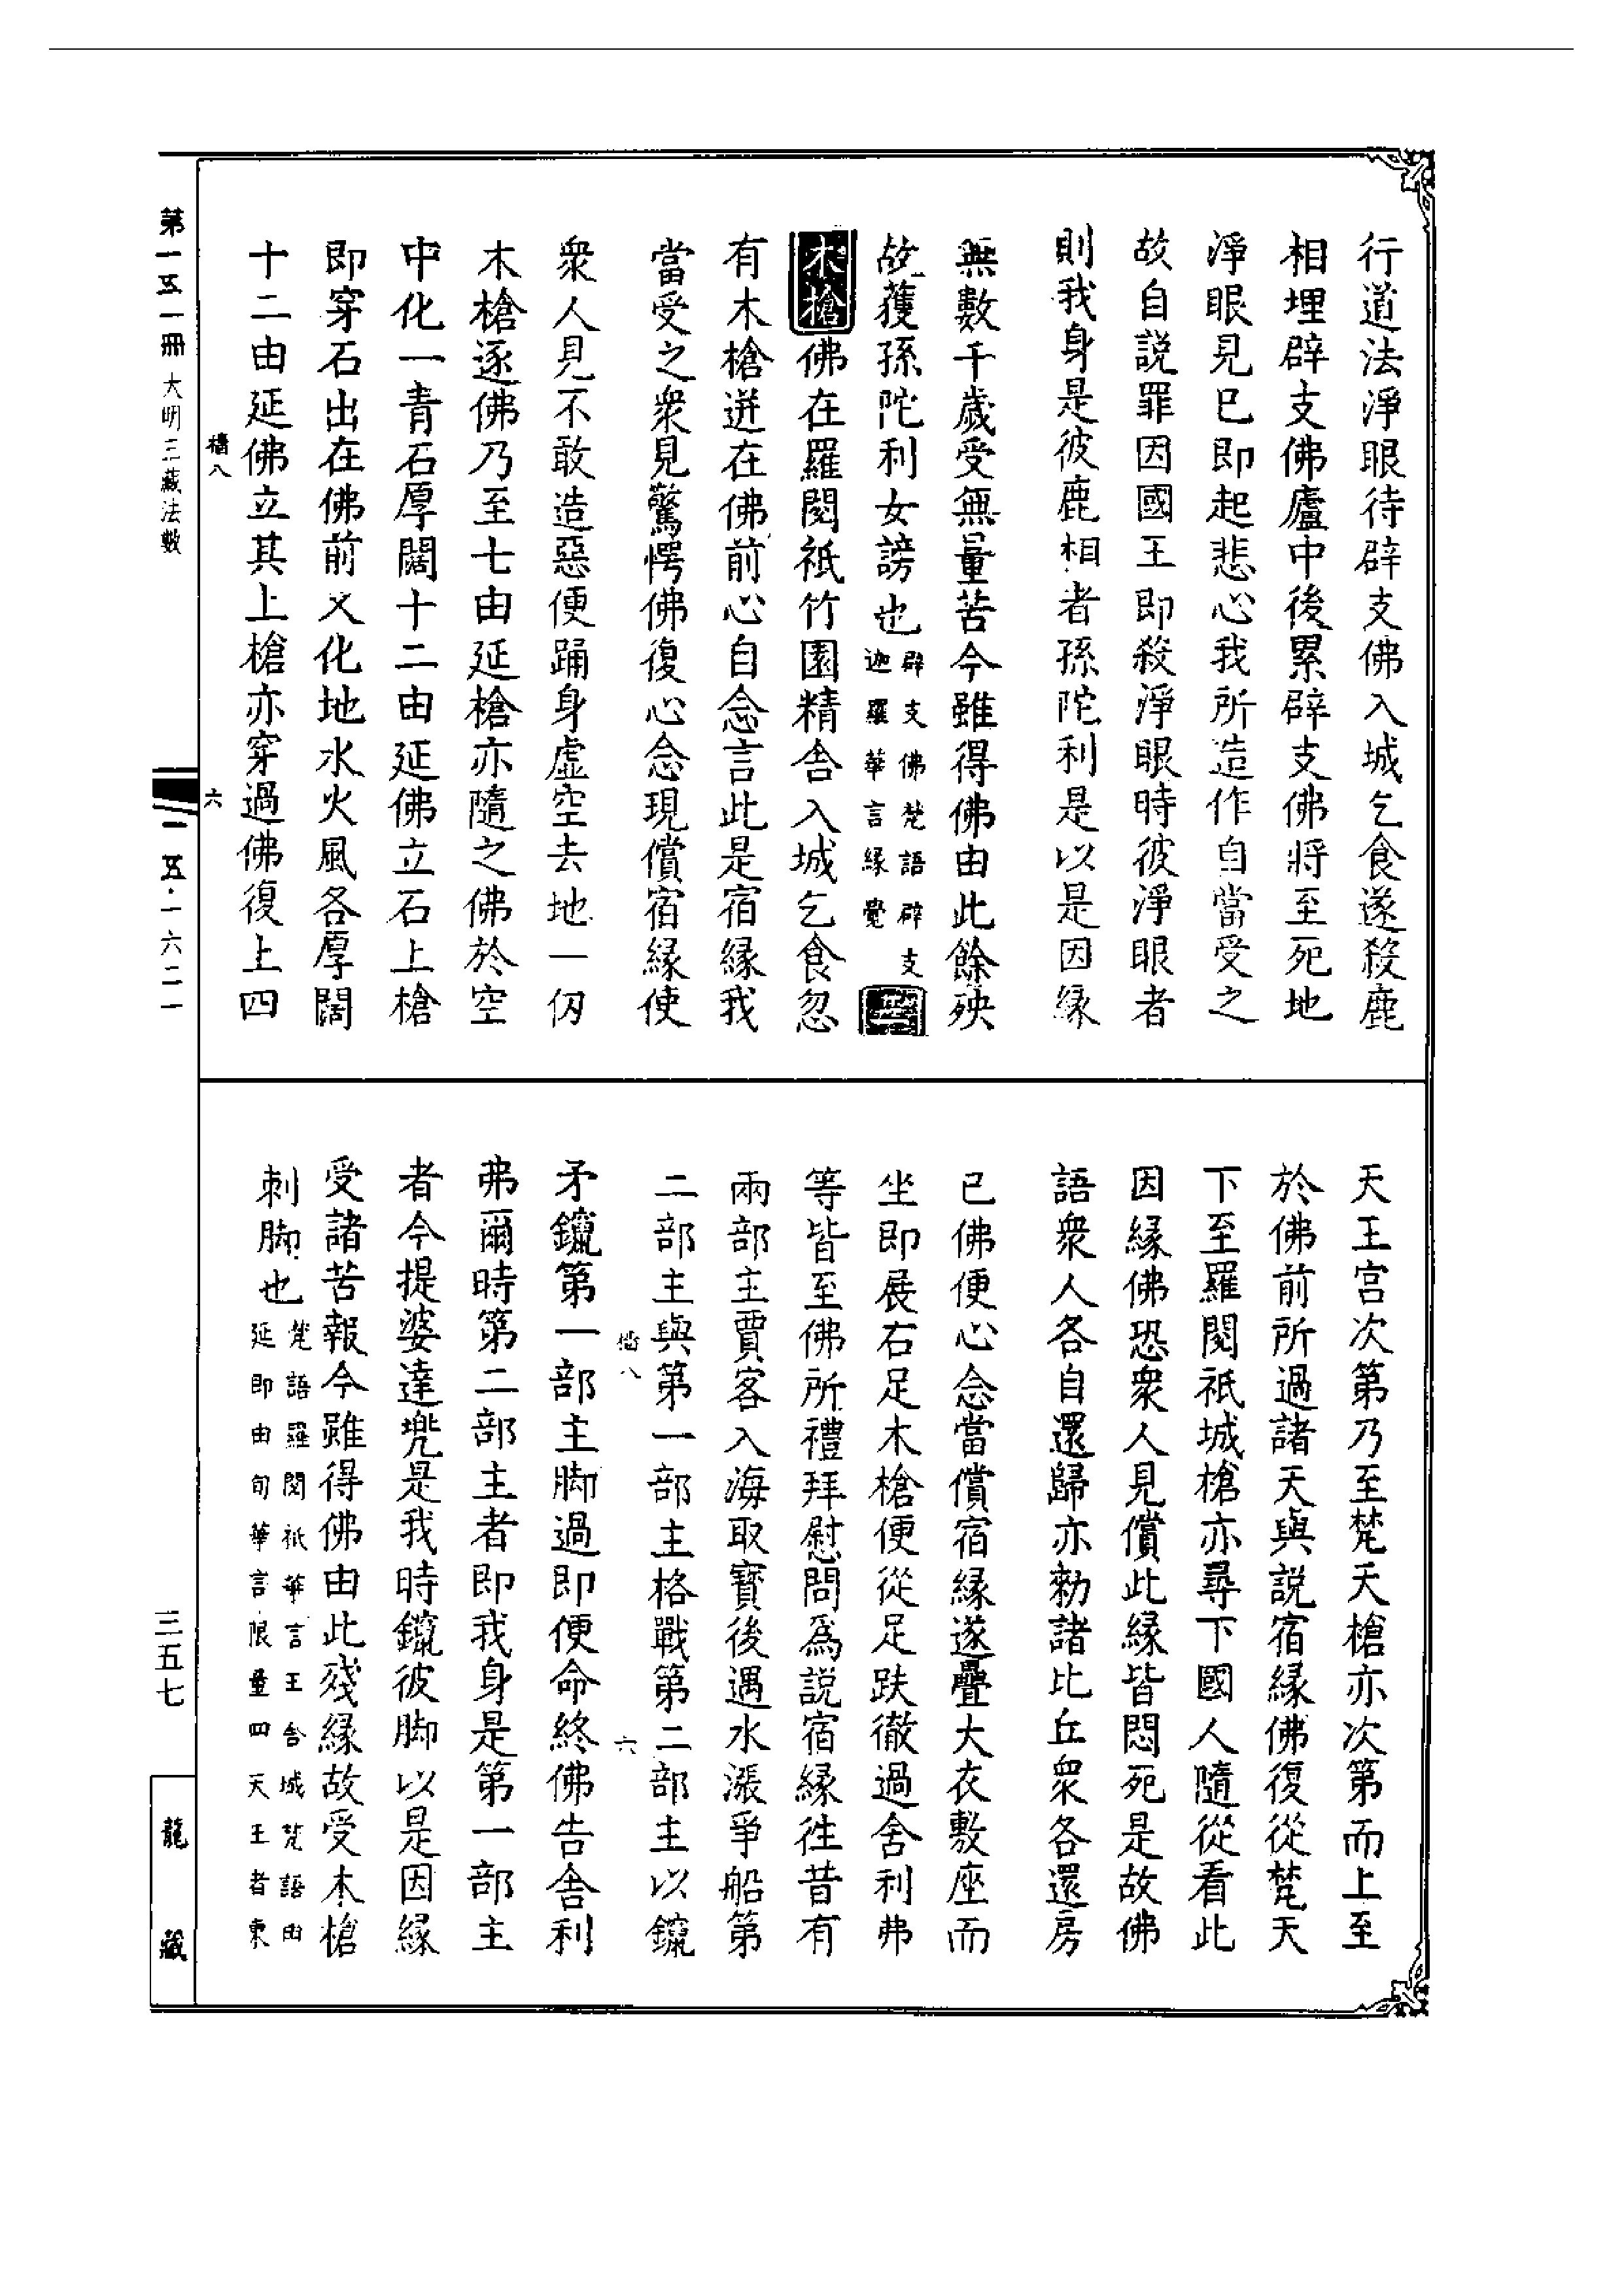 行道法淨眼待辟支佛入城乞食遂殺鹿
相埋辟支佛廬中後累辟支佛將至死地
淨眼見已即起悲心我所造作自當受之
故自説罪因國王即殺淨眼時彼淨眼者
則我身是彼鹿相者孫陀利是以是因縁
無數千歲受無量苦今雖得佛由此餘殃
故獲孫陀利女謗也辟支佛梵語辟支
迦羅華言縁覺二
木槍佛在羅閱祇竹園精舍入城乞食忽
有木槍迸在佛前心自念言此是宿縁我
當受之衆見驚愕佛復心念現償宿縁使
衆人見不敢造惡便踊身虛空去地一仞
木槍逐佛乃至七由延槍亦隨之佛於空
中化一青石厚闊十二由延佛立石上槍
即穿石出在佛前又化地水火風各厚闊
十二由延佛立其上槍亦穿過佛復上四
八
六
天王宫次第乃至梵天槍亦次第而上至
於佛前所過諸天與説宿縁佛復從梵天
下至羅閱祇城槍亦尋下國人隨從看此
因縁佛恐衆人見償此縁皆悶死是故佛
語衆人各自還歸亦勑諸比丘衆各還房
已佛便心念當償宿縁遂疊大衣敷座而
坐即展右足木槍便從足趺徹過舍利弗
等皆至佛所禮拜慰問爲説宿縁徃昔有
兩部主賈客入海取寶後遇水漲爭船第
二部主與第一部主格戰第二部主以鑹
八
六
矛鑹第一部主脚過即便命終佛告舍利
弗爾時第二部主者即我身是第一部主
者今提婆達兜是我時鑹彼脚以是因縁
受諸苦報今雖得佛由此殘縁故受木槍
刺脚也梵語羅閱祇華言王舍城梵語由
延即由旬華言限量四天王者東
第一五一冊 大明三藏法數
一五·一六二一
三五七
龍藏